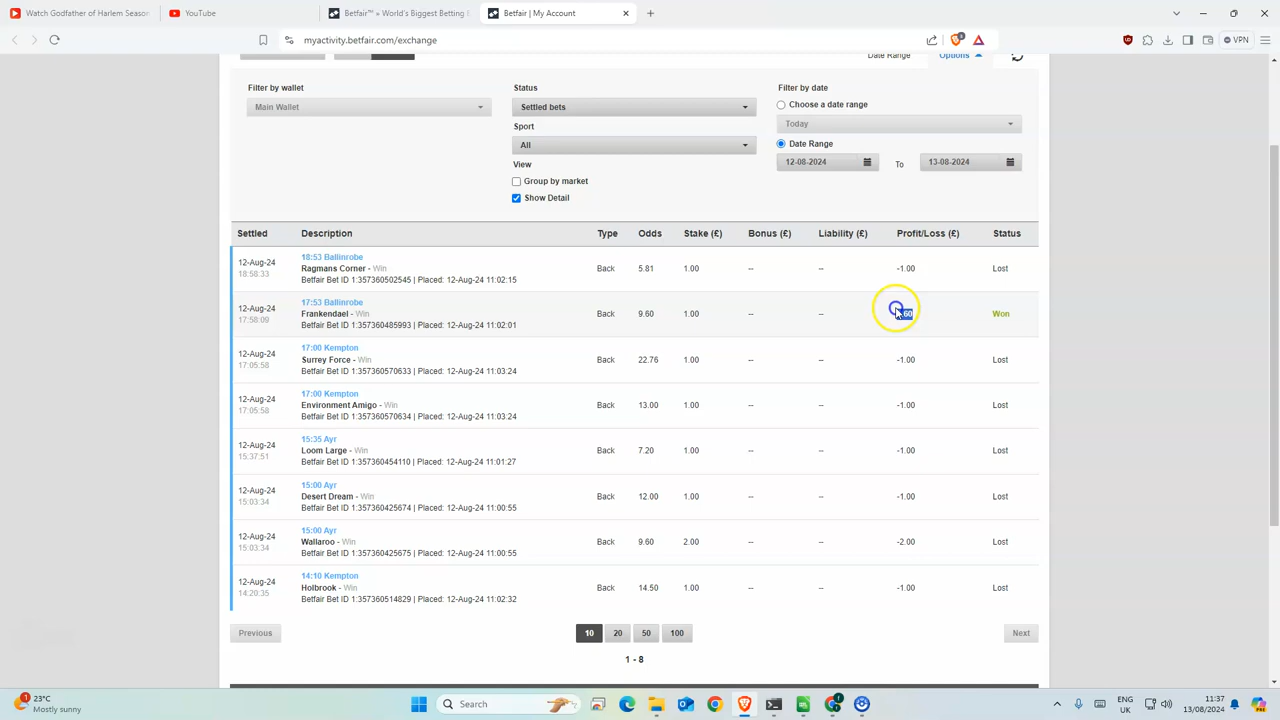 Watch Godfather of Harlem Season
YouTube
Betfair™ » World's Biggest Betting
Betfair | My Account
myactivity.betfair.com/exchange
VPN
Date Range
Options
Filter by wallet
Main Wallet
Status
Settled bets
Sport
All
View
Group by market
Show Detail
Filter by date
Choose a date range
Today
Date Range
12-08-2024 To 13-08-2024
Settled Description Type Odds Stake (£) Bonus (£) Liability (£) Profit/Loss (£) Status
12-Aug-24
18:58:33
18:53 Ballinrobe
Ragmans Corner - Win
Betfair Bet ID 1:357360502545 | Placed: 12-Aug-24 11:02:15
Back 5.81 1.00 -- -- -1.00 Lost
12-Aug-24
17:58:09
17:53 Ballinrobe
Frankendael - Win
Betfair Bet ID 1:357360485993 | Placed: 12-Aug-24 11:02:01
Back 9.60 1.00 -- -- Won
12-Aug-24
17:05:58
17:00 Kempton
Surrey Force - Win
Betfair Bet ID 1:357360570633 | Placed: 12-Aug-24 11:03:24
Back 22.76 1.00 -- -- -1.00 Lost
12-Aug-24
17:05:58
17:00 Kempton
Environment Amigo - Win
Betfair Bet ID 1:357360570634 | Placed: 12-Aug-24 11:03:24
Back 13.00 1.00 -- -- -1.00 Lost
12-Aug-24
15:37:51
15:35 Ayr
Loom Large - Win
Betfair Bet ID 1:357360454110 | Placed: 12-Aug-24 11:01:27
Back 7.20 1.00 -- -- -1.00 Lost
12-Aug-24
15:03:34
15:00 Ayr
Desert Dream - Win
Betfair Bet ID 1:357360425674 | Placed: 12-Aug-24 11:00:55
Back 12.00 1.00 -- -- -1.00 Lost
12-Aug-24
15:03:34
15:00 Ayr
Wallaroo - Win
Betfair Bet ID 1:357360425675 | Placed: 12-Aug-24 11:00:55
Back 9.60 2.00 -- -- -2.00 Lost
12-Aug-24
14:20:35
14:10 Kempton
Holbrook - Win
Betfair Bet ID 1:357360514829 | Placed: 12-Aug-24 11:02:32
Back 14.50 1.00 -- -- -1.00 Lost
Previous 10 20 50 100 Next
1 - 8
23°C
Mostly sunny
Search
ENG
UK
11:37
13/08/2024